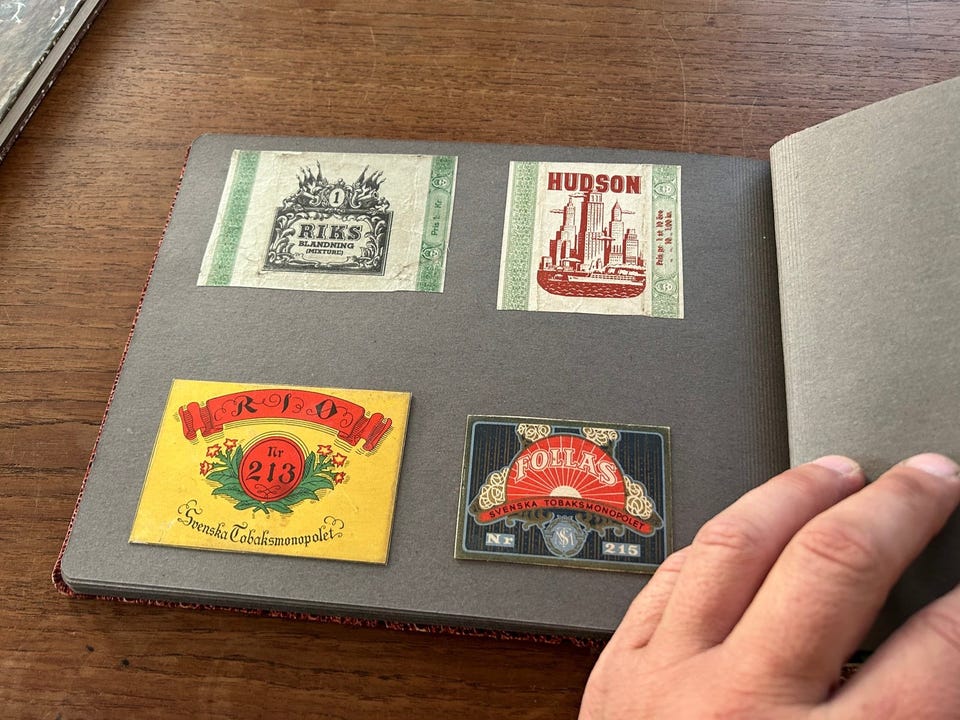 1
RIKS
BLANDNING
(MIXTURE)
HUDSON
RIO
Nr
213
Svenska Tobaksmonopolet
FOLLAS
SVENSKA TOBAKSMONOPOLET
Nr 215